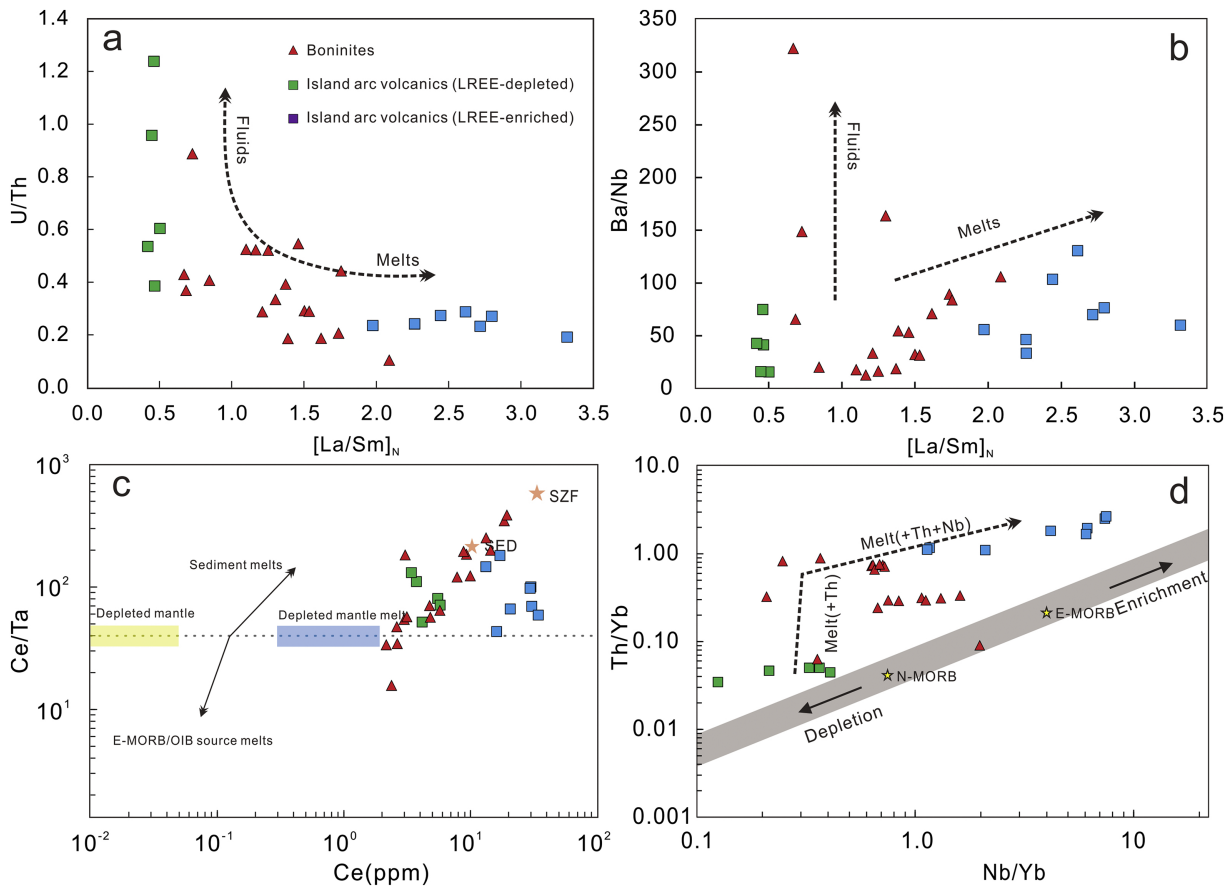 a
1.4
1.2
1.0
0.8
0.6
0.4
0.2
0.0
U/Th
Boninites
Island arc volcanics (LREE-depleted)
Island arc volcanics (LREE-enriched)
Fluids
Melts
0.0 0.5 1.0 1.5 2.0 2.5 3.0 3.5
[La/Sm]N
b
350
300
250
200
150
100
50
0
Ba/Nb
Fluids
Melts
0.0 0.5 1.0 1.5 2.0 2.5 3.0 3.5
[La/Sm]N
c
10³
10²
10¹
Ce/Ta
SZF
SED
Sediment melts
Depleted mantle
Depleted mantle melt
E-MORB/OIB source melts
10⁻² 10⁻¹ 10⁰ 10¹ 10²
Ce(ppm)
d
10.0
1.00
0.10
0.01
0.001
Th/Yb
Melt(+Th+Nb)
Melt(+Th)
E-MORB
Enrichment
N-MORB
Depletion
0.1 1.0 10
Nb/Yb